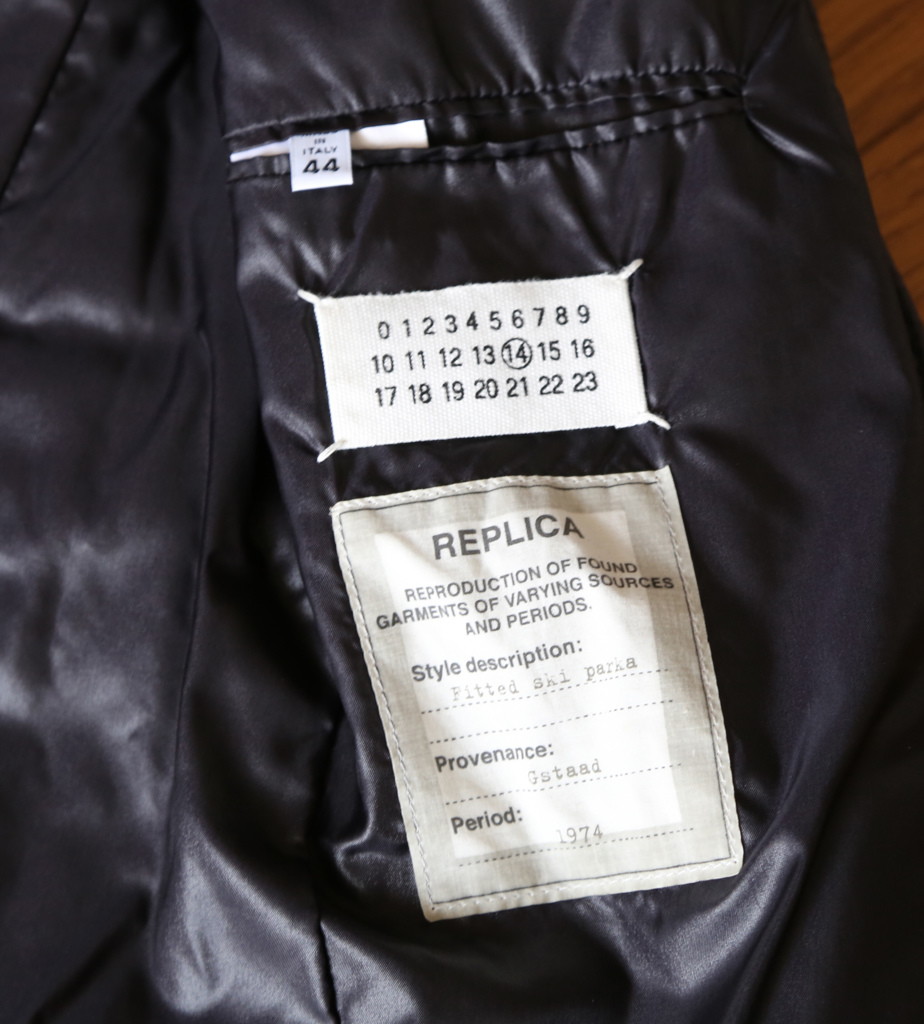 IN
ITALY
44
0 1 2 3 4 5 6 7 8 9
10 11 12 13 14 15 16
17 18 19 20 21 22 23
REPLICA
REPRODUCTION OF FOUND
GARMENTS OF VARYING SOURCES
AND PERIODS.
Style description:
Fitted ski parka
Provenance:
Gstaad
Period:
1974